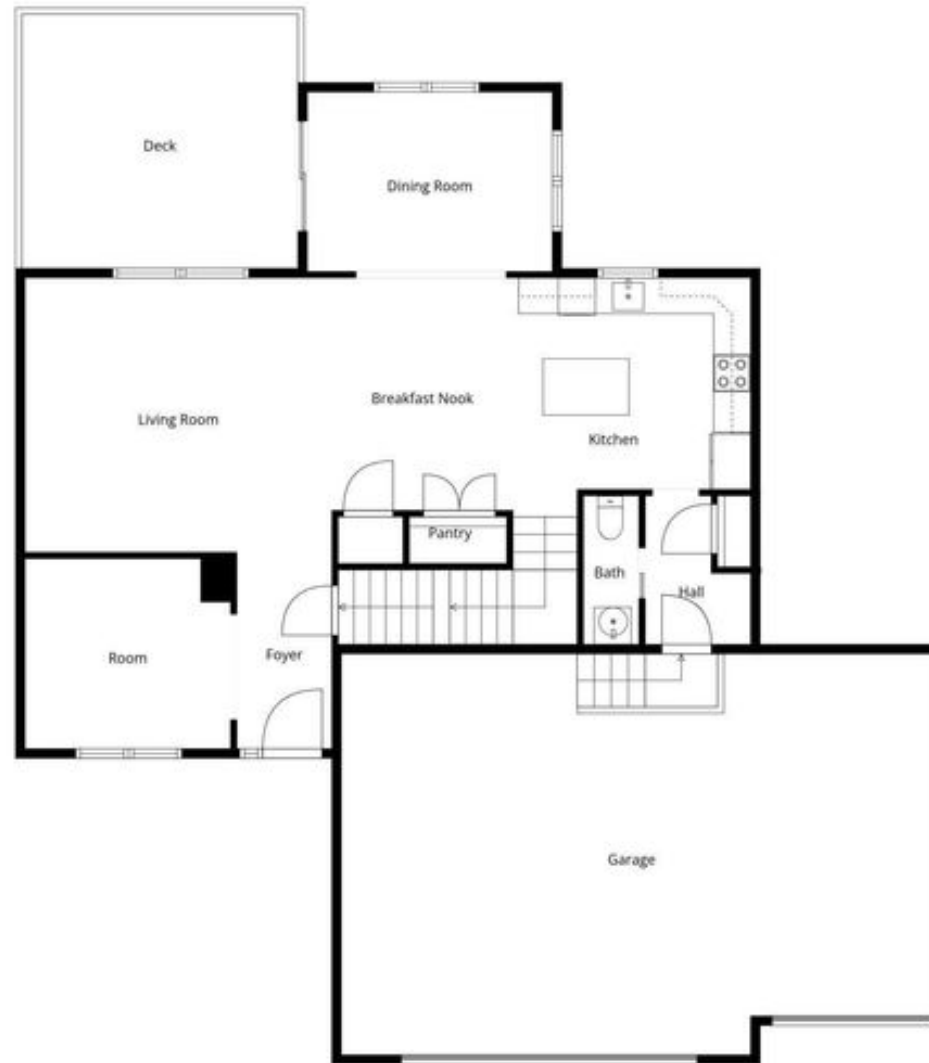 Deck
Dining Room
Breakfast Nook
Living Room
Kitchen
Pantry
Bath
Hall
Foyer
Room
Garage